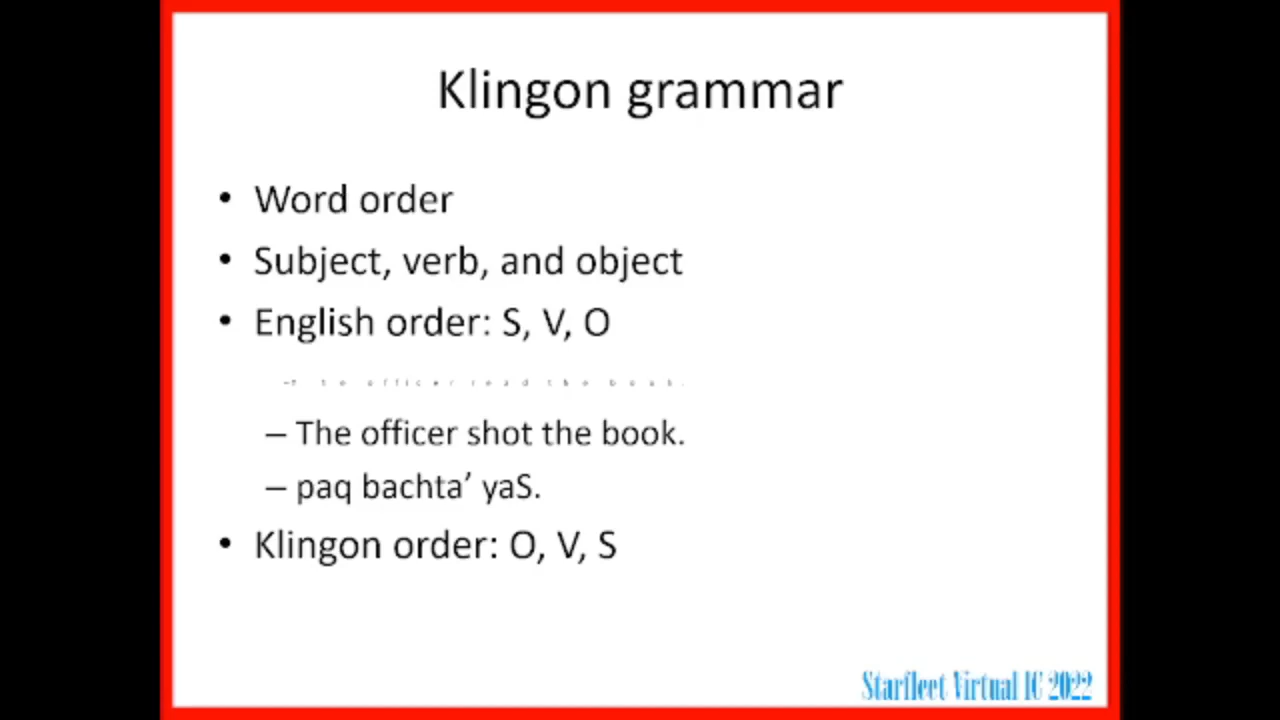 Klingon grammar
• Word order
• Subject, verb, and object
• English order: S, V, O
– The officer read the book.
– The officer shot the book.
– paq bachta’ yaS.
• Klingon order: O, V, S
Starfleet Virtual IC 2022